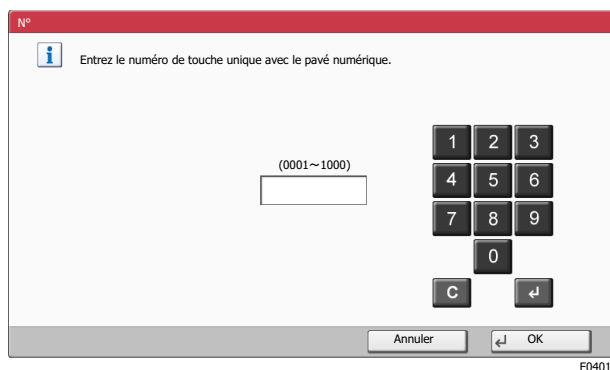 N°
i
Entrez le numéro de touche unique avec le pavé numérique.
(0001~1000)
1 2 3
4 5 6
7 8 9
0
C
Annuler
OK
F0401